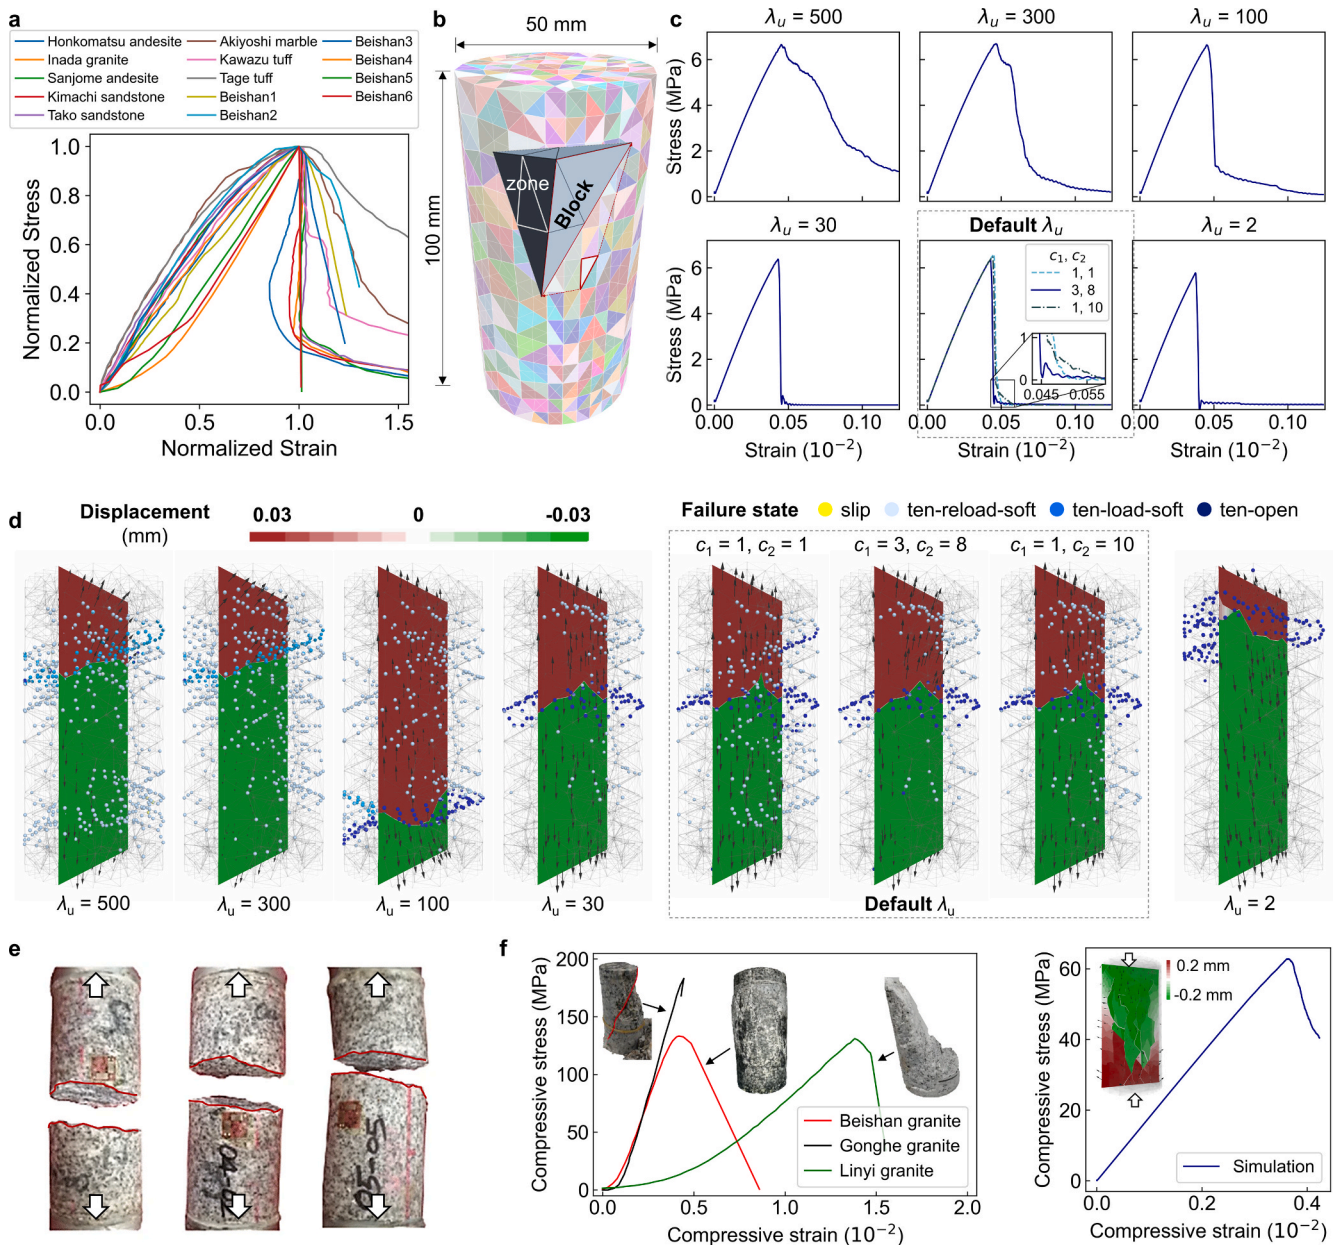 a
Honkomatsu andesite
Inada granite
Sanjome andesite
Kimachi sandstone
Tako sandstone
Akiyoshi marble
Kawazu tuff
Tage tuff
Beishan1
Beishan2
Beishan3
Beishan4
Beishan5
Beishan6
Normalized Stress
1.0
0.8
0.6
0.4
0.2
0.0
0.0 0.5 1.0 1.5
Normalized Strain
b
50 mm
100 mm
zone
Block
c
λu = 500
λu = 300
λu = 100
Stress (MPa)
6
4
2
0
λu = 30
Default λu
λu = 2
Stress (MPa)
6
4
2
0
c1, c2
1, 1
3, 8
1, 10
1
0
0.045 0.055
0.00 0.05 0.10
0.00 0.05 0.10
0.00 0.05 0.10
Strain (10-2)
Strain (10-2)
Strain (10-2)
d
Displacement
(mm)
0.03 0 -0.03
Failure state
slip
ten-reload-soft
ten-load-soft
ten-open
c1 = 1, c2 = 1
c1 = 3, c2 = 8
c1 = 1, c2 = 10
λu = 500
λu = 300
λu = 100
λu = 30
Default λu
λu = 2
e
04-02
05-05
f
Compressive stress (MPa)
200
150
100
50
0
Beishan granite
Gonghe granite
Linyi granite
0.0 0.5 1.0 1.5 2.0
Compressive strain (10-2)
Compressive stress (MPa)
60
40
20
0
0.2 mm
-0.2 mm
Simulation
0.0 0.2 0.4
Compressive strain (10-2)